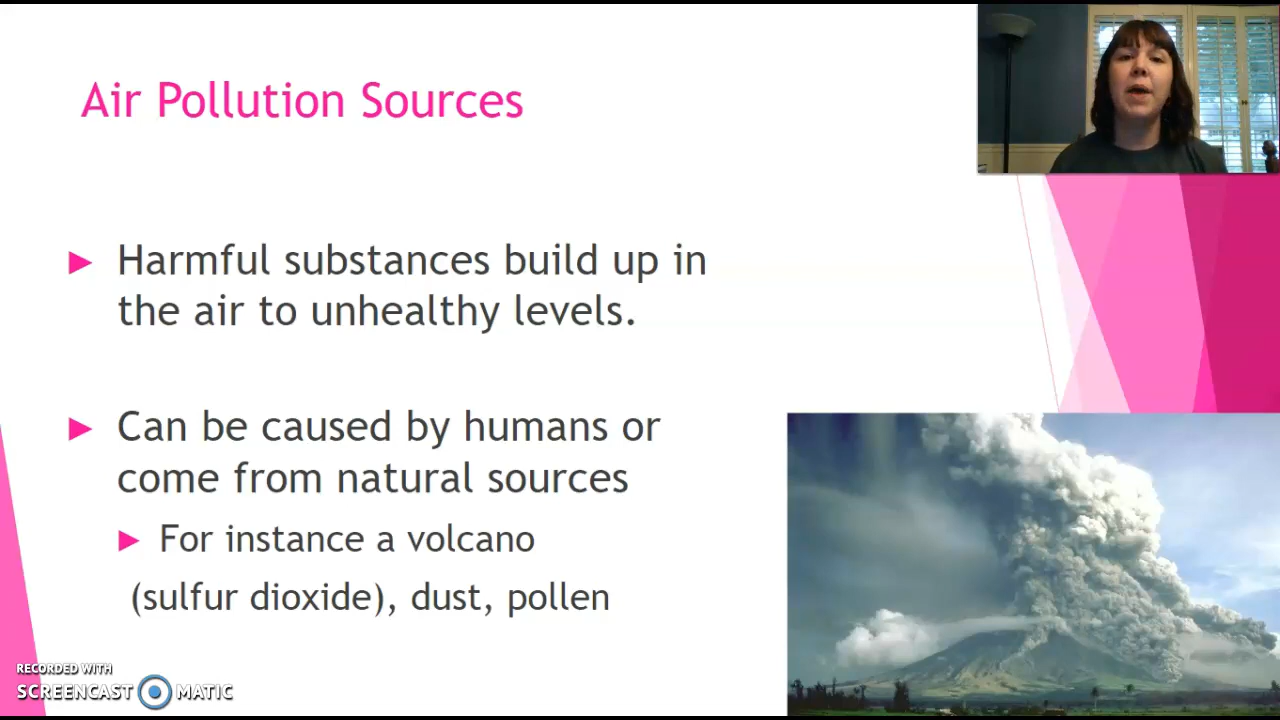 Air Pollution Sources
► Harmful substances build up in
the air to unhealthy levels.
► Can be caused by humans or
come from natural sources
► For instance a volcano
(sulfur dioxide), dust, pollen
RECORDED WITH
SCREENCAST MATIC